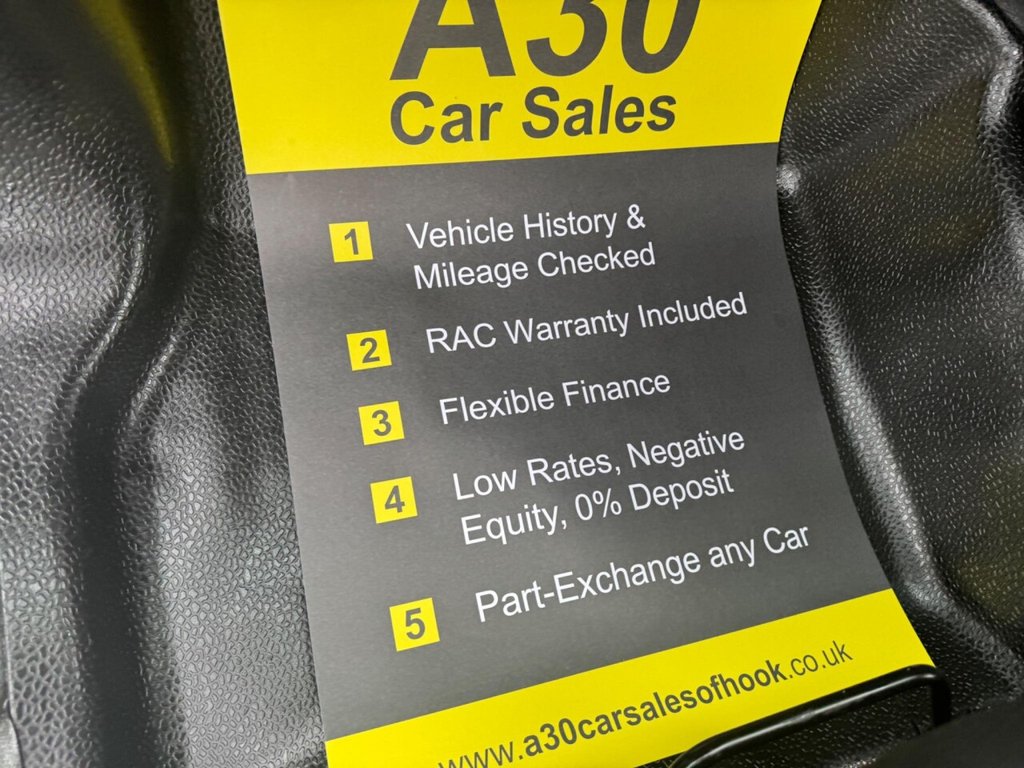 A30
Car Sales
1 Vehicle History &
Mileage Checked
2 RAC Warranty Included
3 Flexible Finance
4 Low Rates, Negative
Equity, 0% Deposit
5 Part-Exchange any Car
www.a30carsalesofhook.co.uk